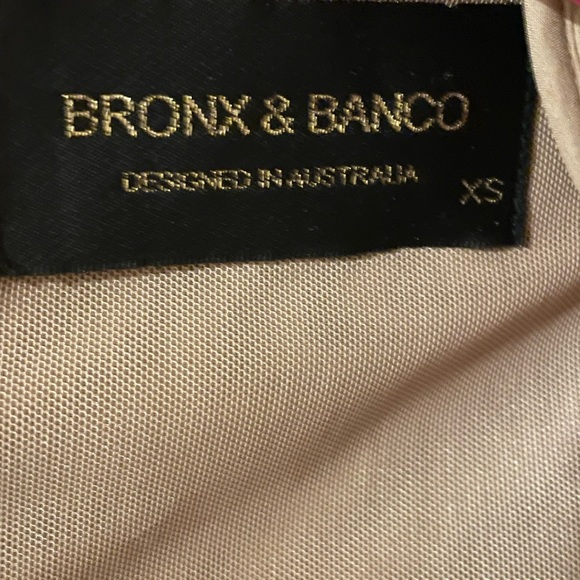 BRONX & BANCO
DESIGNED IN AUSTRALIA
XS